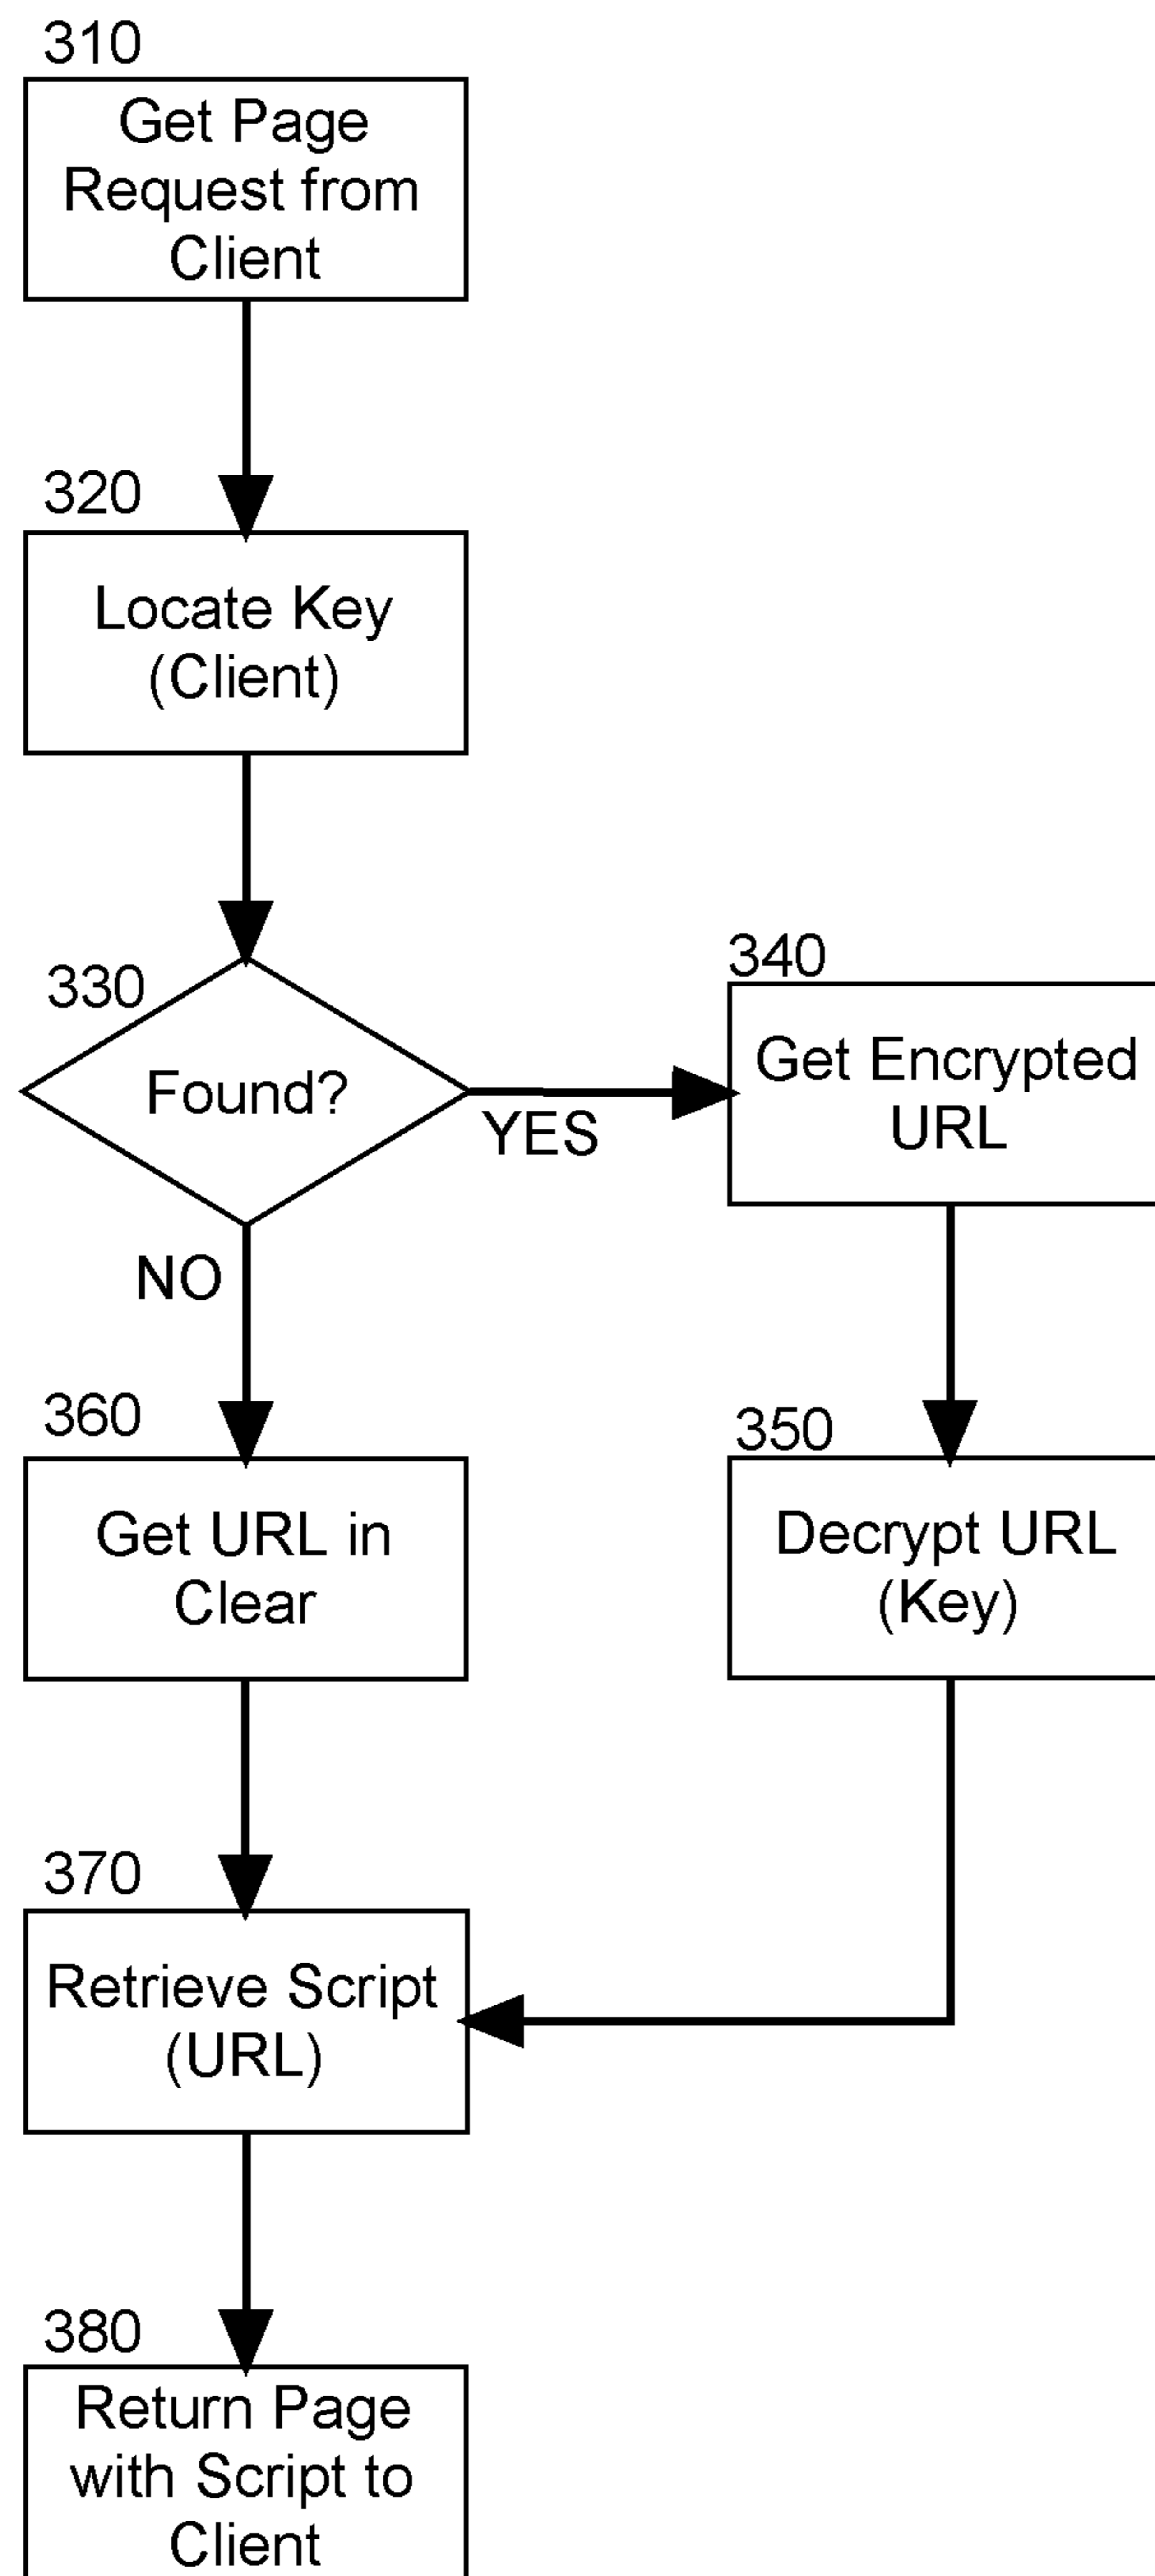 310
Get Page
Request from
Client
320
Locate Key
(Client)
330
Found?
YES
NO
340
Get Encrypted
URL
350
Decrypt URL
(Key)
360
Get URL in
Clear
370
Retrieve Script
(URL)
380
Return Page
with Script to
Client